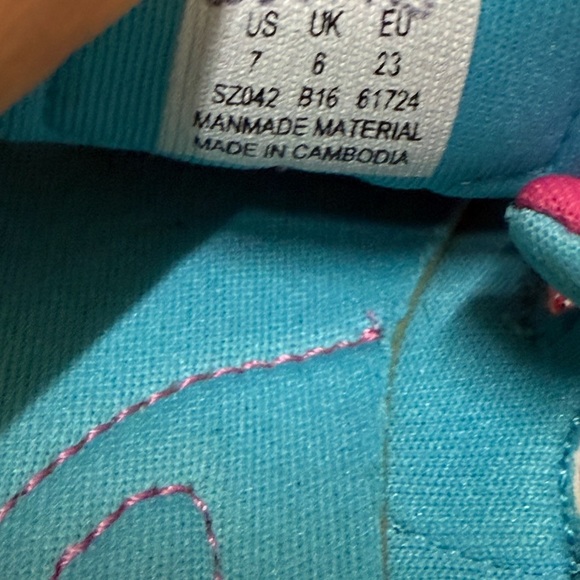 US UK EU
7 6 23
SZ042 B16 61724
MANMADE MATERIAL
MADE IN CAMBODIA